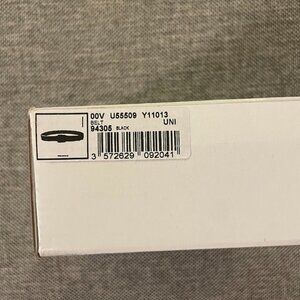 00V U55509 Y11013
BELT UNI
94305 BLACK
3 572629 092041